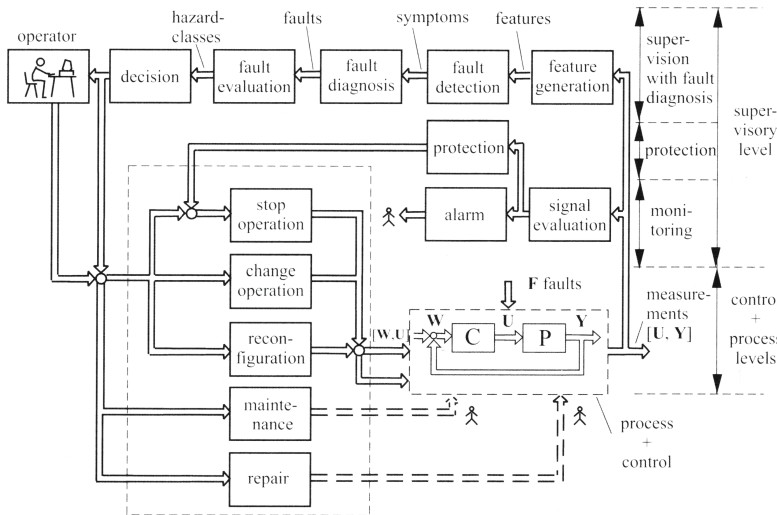 operator
hazard-
classes
faults
symptoms
features
decision
fault
evaluation
fault
diagnosis
fault
detection
feature
generation
super-
vision
with fault
diagnosis
super-
visory
level
protection
protection
stop
operation
alarm
signal
evaluation
moni-
toring
change
operation
F faults
measure-
ments
[U, Y]
contro
+
process
levels
recon-
figuration
[W,U]
W
C
U
P
Y
mainte-
nance
process
+
control
repair